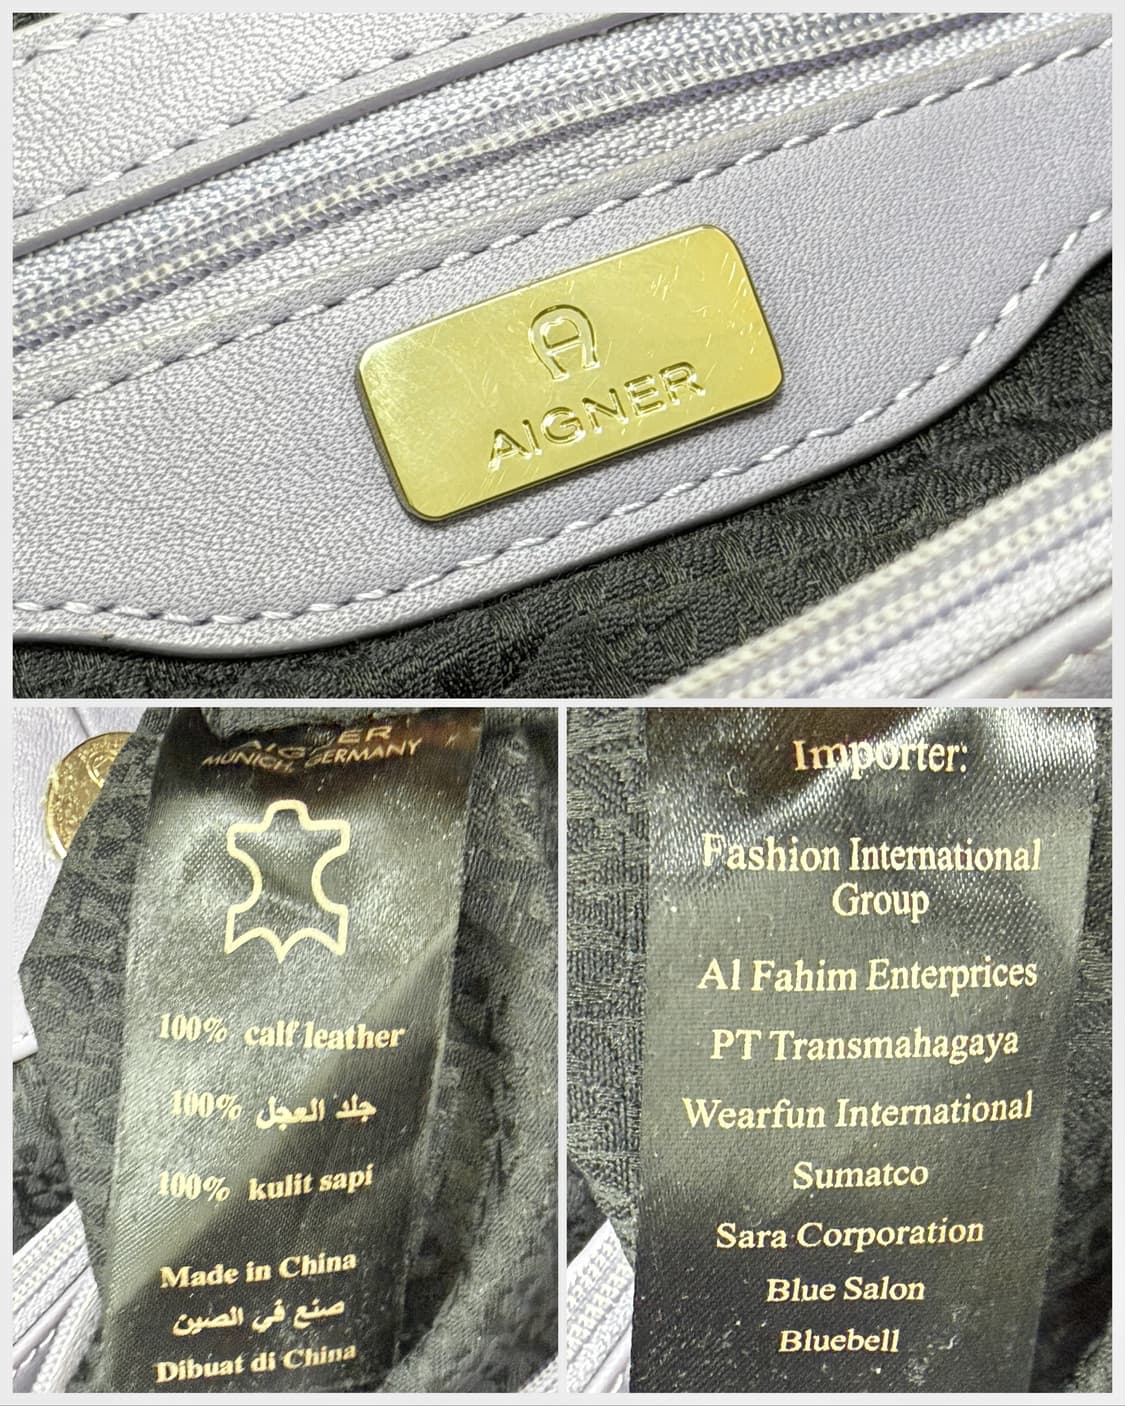 AIGNER
AIGNER
MUNICH, GERMANY
100% calf leather
100% جلد العجل
100% kulit sapi
Made in China
صنع في الصين
Dibuat di China
Importer:
Fashion International
Group
Al Fahim Enterprices
PT Transmahagaya
Wearfun International
Sumatco
Sara Corporation
Blue Salon
Bluebell